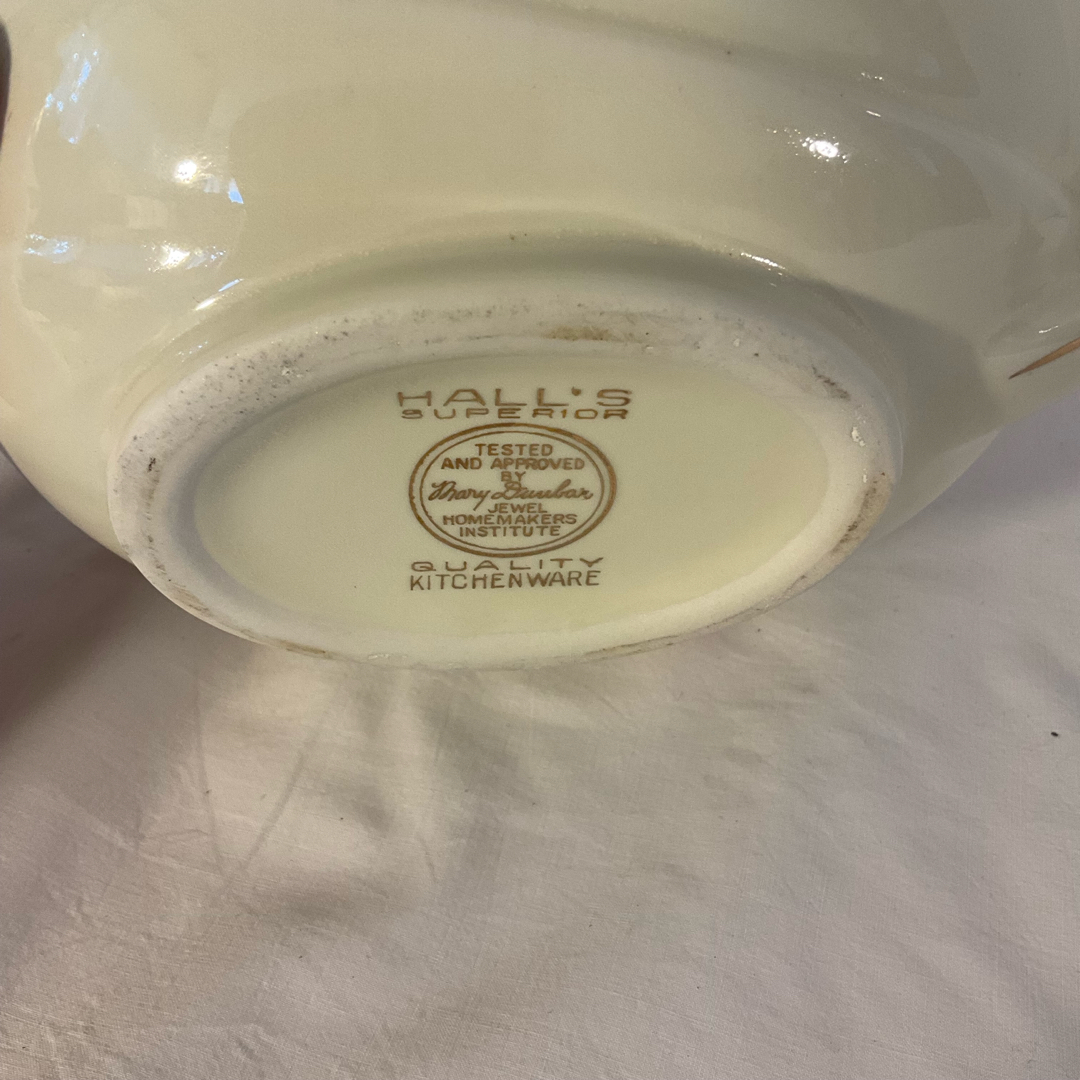 HALL'S
SUPERIOR
TESTED
AND APPROVED
BY
Mary Dunbar
JEWEL
HOMEMAKERS
INSTITUTE
QUALITY
KITCHENWARE